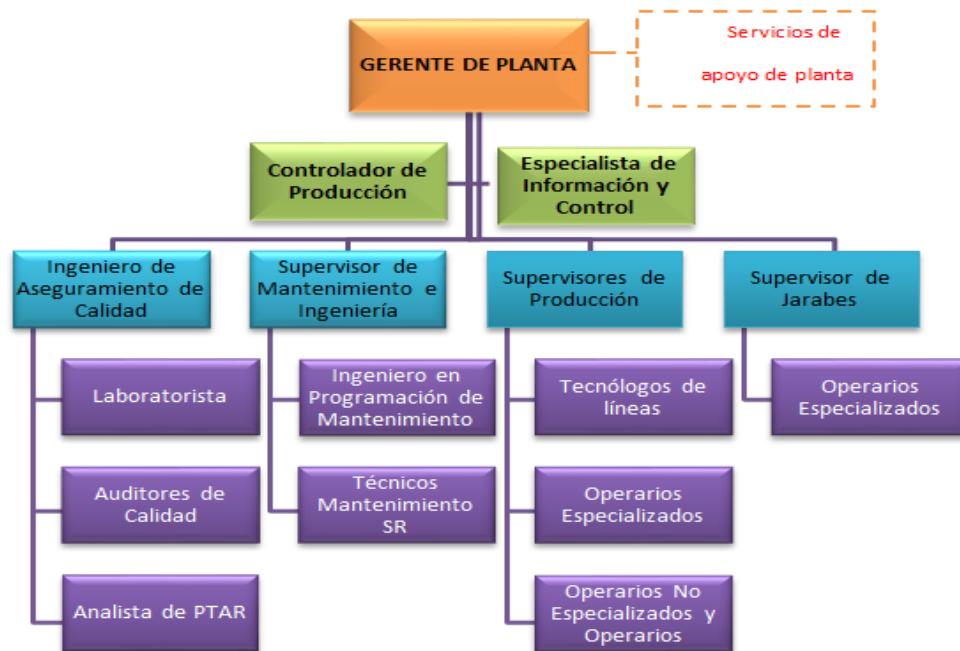 GERENTE DE PLANTA
Servicios de
apoyo de planta
Controlador de
Producción
Especialista de
Información y
Control
Ingeniero de
Aseguramiento de
Calidad
Supervisor de
Mantenimiento e
Ingeniería
Supervisores de
Producción
Supervisor de
Jarabes
Laboratorista
Auditores de
Calidad
Analista de PTAR
Ingeniero en
Programación de
Mantenimiento
Técnicos
Mantenimiento
SR
Tecnólogos de
líneas
Operarios
Especializados
Operarios No
Especializados y
Operarios
Operarios
Especializados